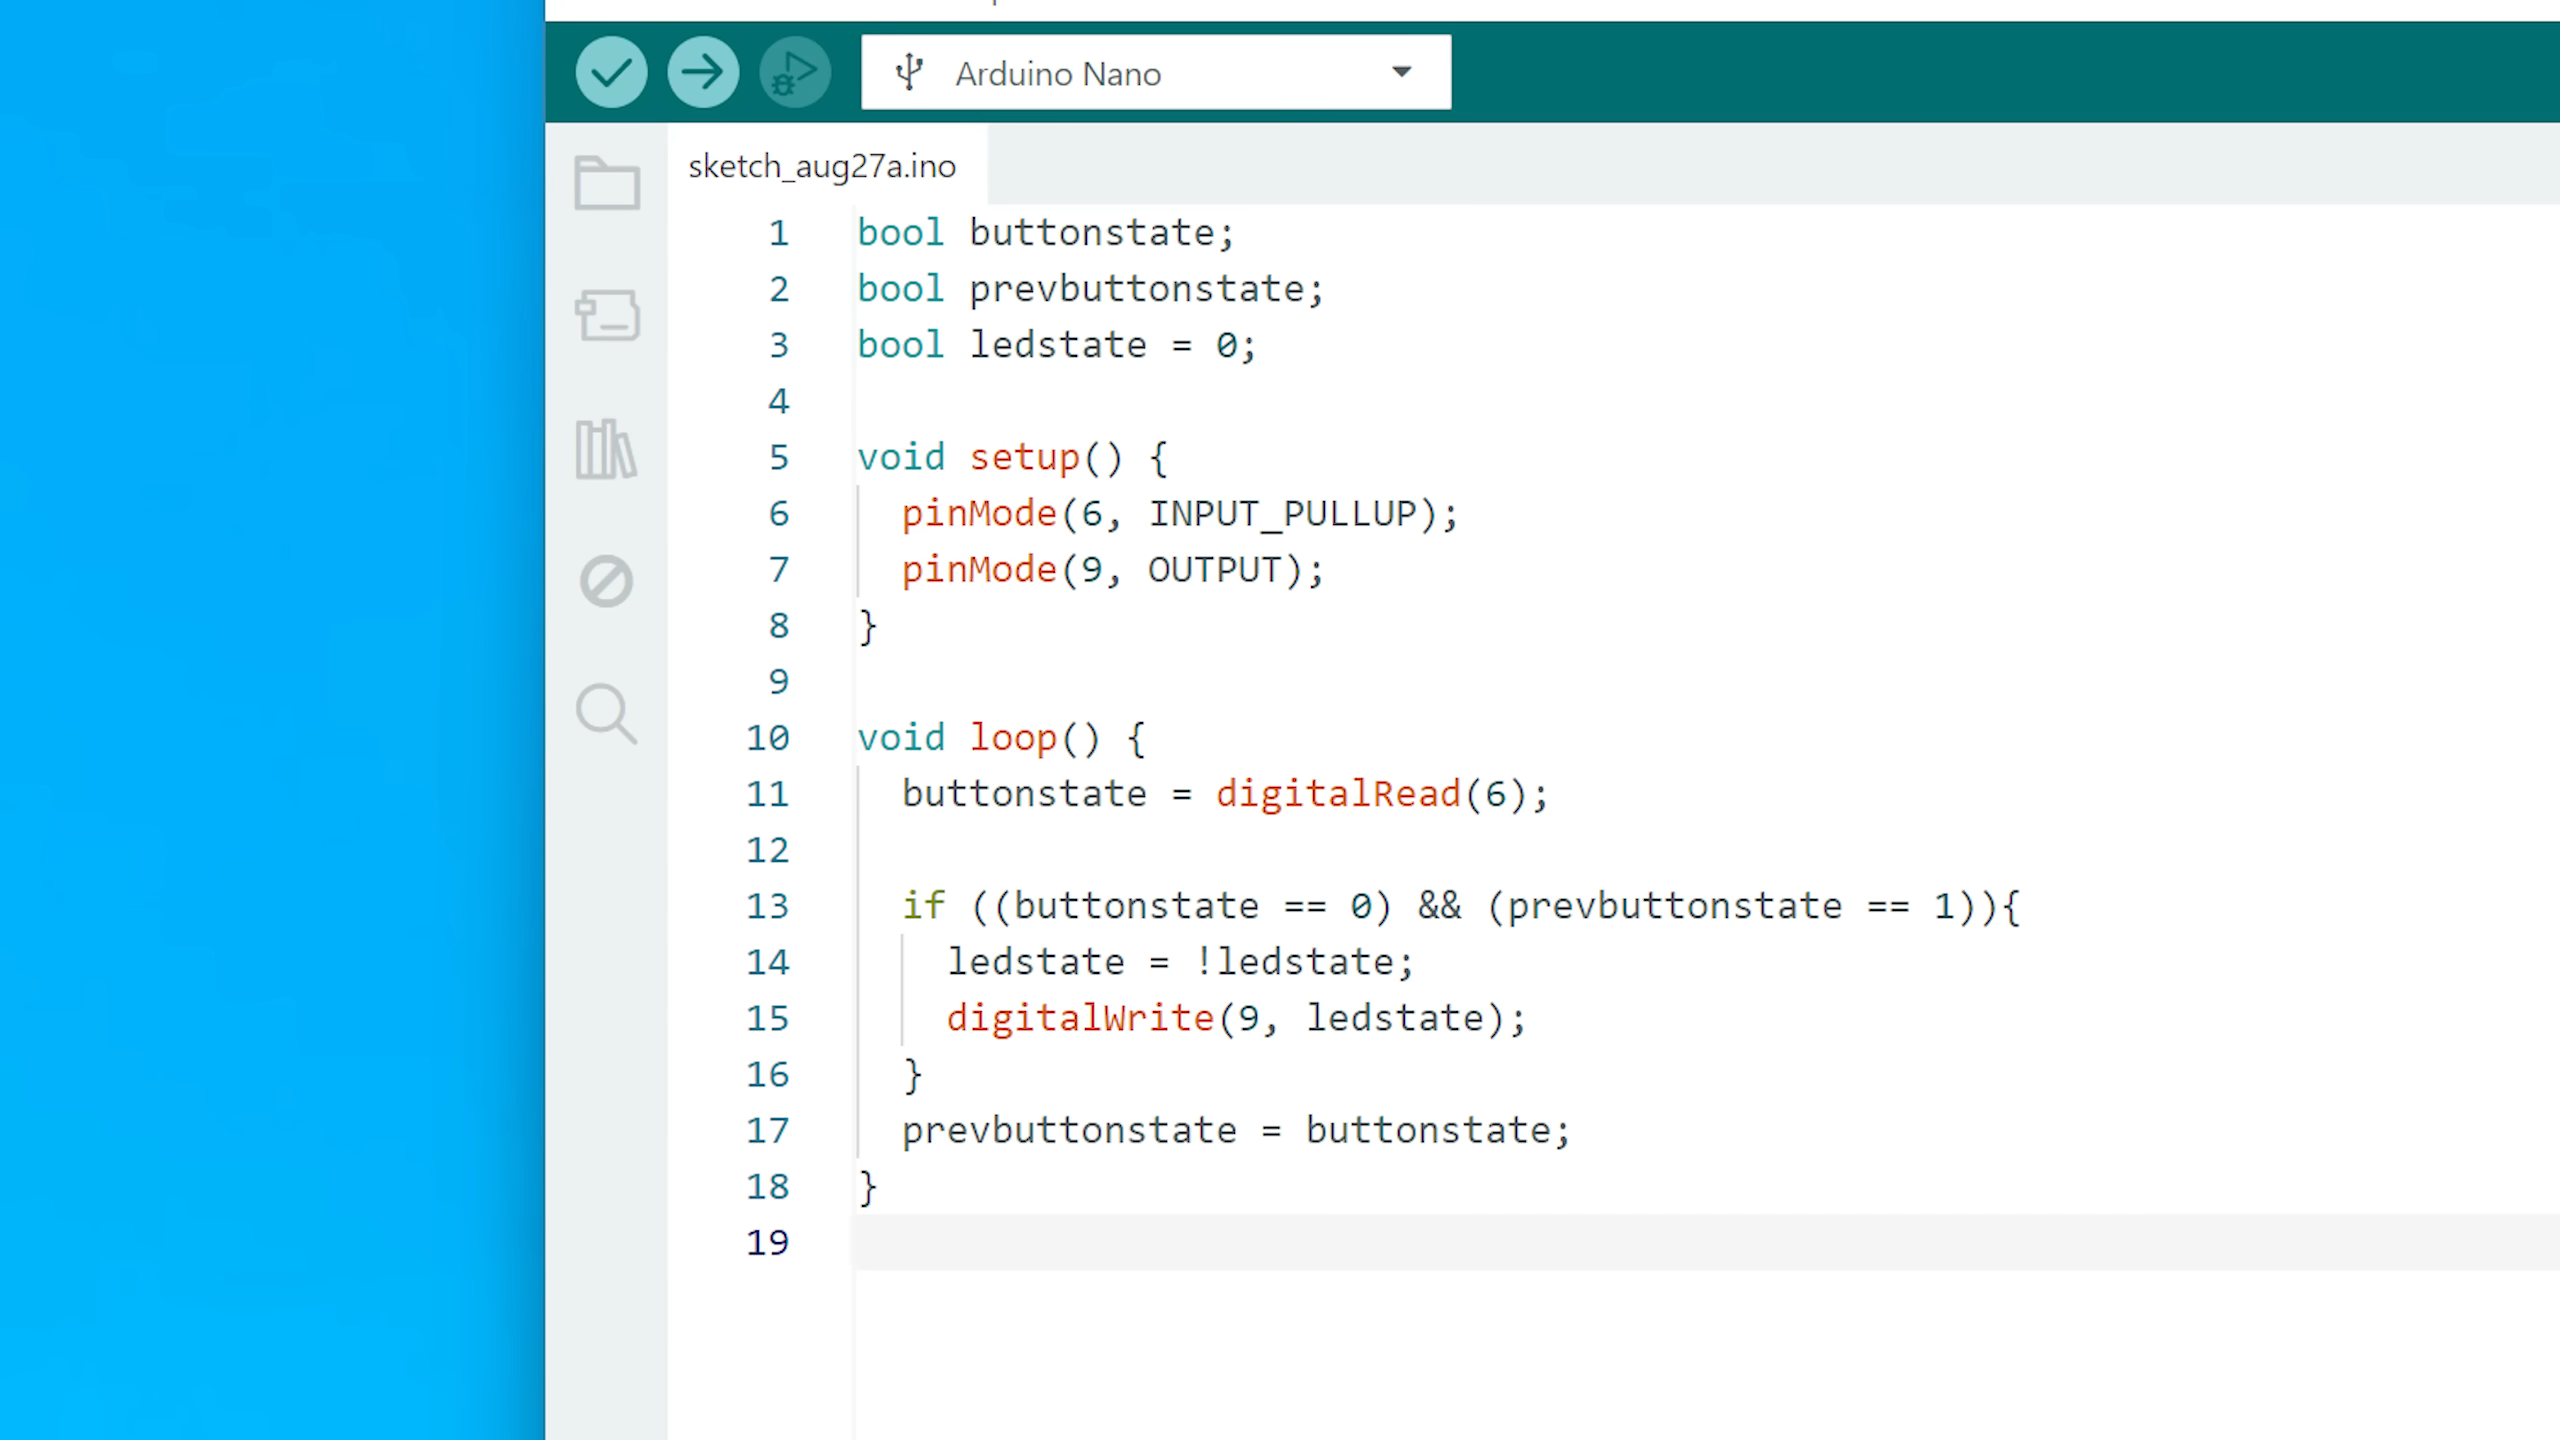 Arduino Nano
sketch_aug27a.ino
1 bool buttonstate;
2 bool prevbuttonstate;
3 bool ledstate = 0;
4
5 void setup() {
6 pinMode(6, INPUT_PULLUP);
7 pinMode(9, OUTPUT);
8 }
9
10 void loop() {
11 buttonstate = digitalRead(6);
12
13 if ((buttonstate == 0) && (prevbuttonstate == 1)){
14 ledstate = !ledstate;
15 digitalWrite(9, ledstate);
16 }
17 prevbuttonstate = buttonstate;
18 }
19